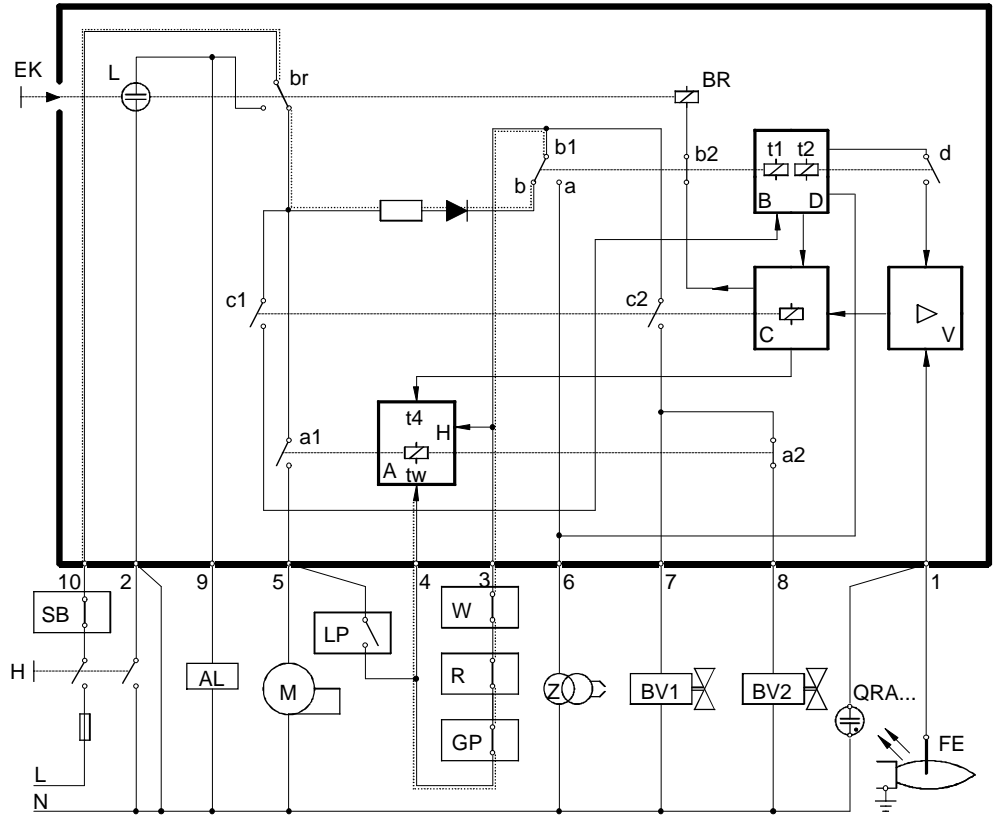 EK L br BR
b1 b2 t1 t2 d
b a B D
c1 c2 C V
t4
a1 H a2
A
tw
10 2 9 5 4 3 6 7 8 1
SB LP W
H AL M R Z BV1 BV2 QRA...
GP FE
L
N